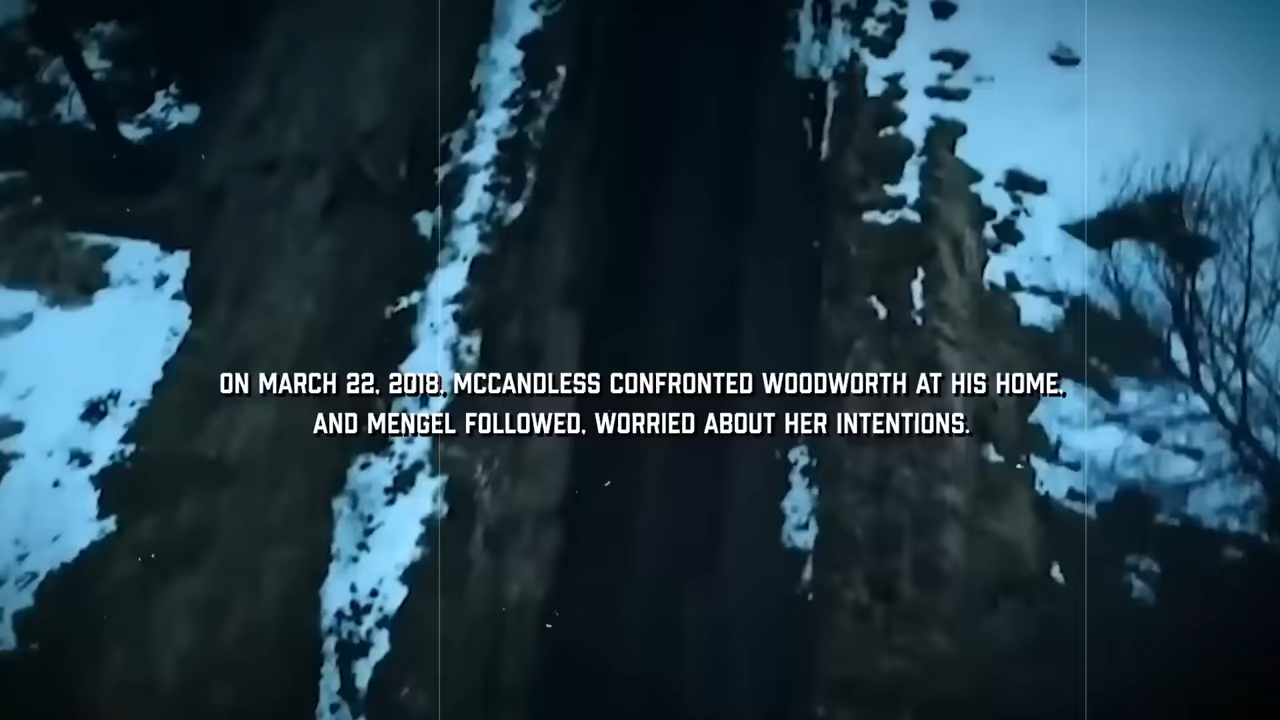 ON MARCH 22, 2018, MCCANDLESS CONFRONTED WOODWORTH AT HIS HOME,
AND MENGEL FOLLOWED, WORRIED ABOUT HER INTENTIONS.